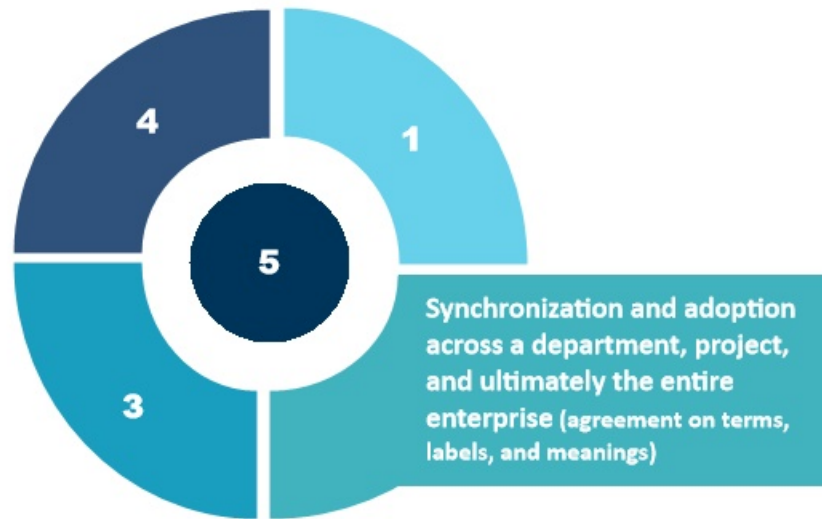 4
1
5
Synchronization and adoption
across a department, project,
and ultimately the entire
enterprise (agreement on terms,
labels, and meanings)
3